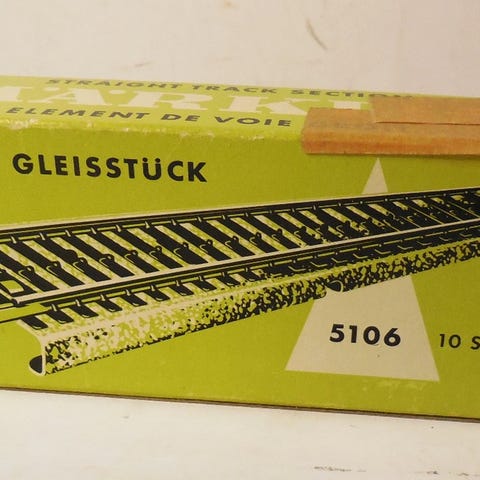 STRAIGHT TRACK SECTION
ELEMENT DE VOIE
GLEISSTÜCK
5106
10 S